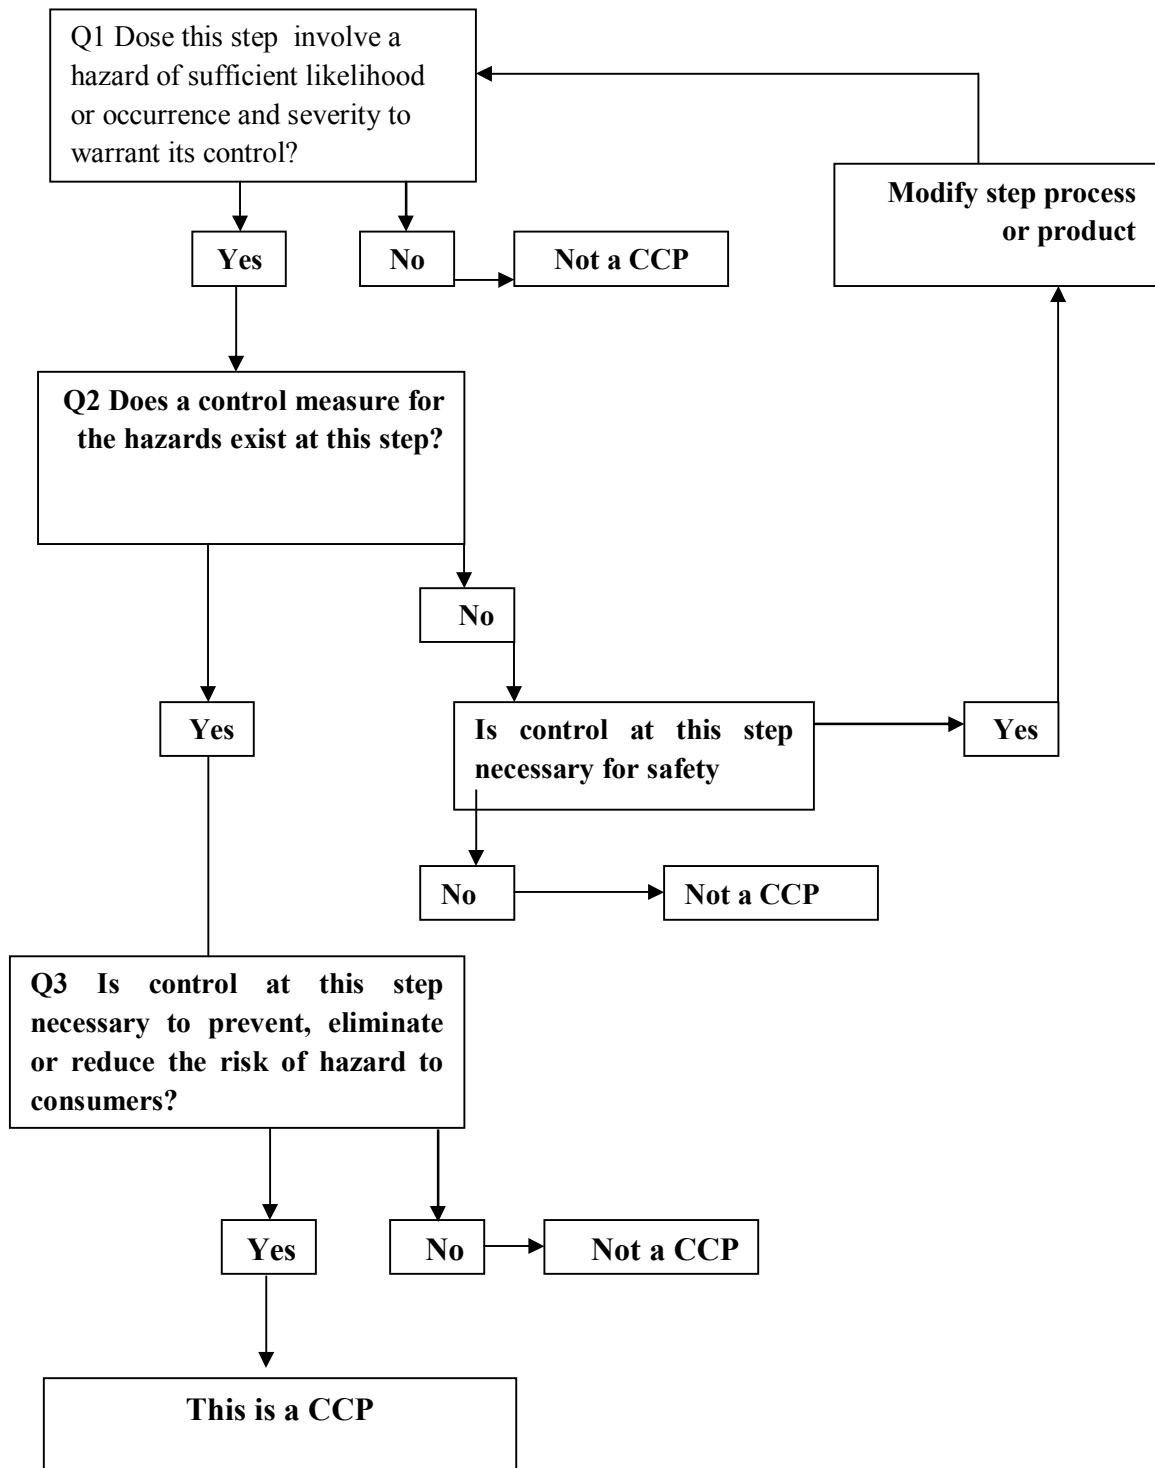 Q1 Dose this step involve a
hazard of sufficient likelihood
or occurrence and severity to
warrant its control?
Modify step process
or product
Yes
No
Not a CCP
Q2 Does a control measure for
the hazards exist at this step?
No
Yes
Is control at this step
necessary for safety
Yes
No
Not a CCP
Q3 Is control at this step
necessary to prevent, eliminate
or reduce the risk of hazard to
consumers?
Yes
No
Not a CCP
This is a CCP